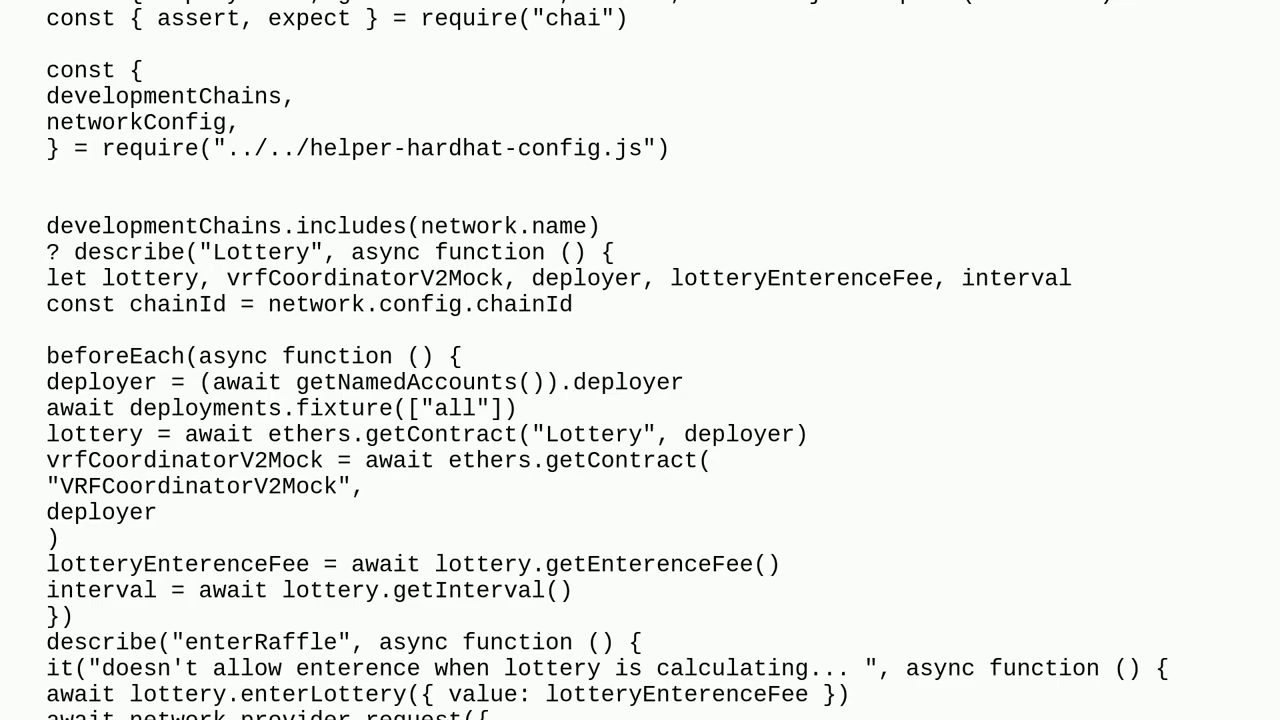 const { assert, expect } = require("chai")
const {
developmentChains,
networkConfig,
} = require("../../helper-hardhat-config.js")
developmentChains.includes(network.name)
? describe("Lottery", async function () {
let lottery, vrfCoordinatorV2Mock, deployer, lotteryEnterenceFee, interval
const chainId = network.config.chainId
beforeEach(async function () {
deployer = (await getNamedAccounts()).deployer
await deployments.fixture(["all"])
lottery = await ethers.getContract("Lottery", deployer)
vrfCoordinatorV2Mock = await ethers.getContract(
"VRFCoordinatorV2Mock",
deployer
)
lotteryEnterenceFee = await lottery.getEnterenceFee()
interval = await lottery.getInterval()
})
describe("enterRaffle", async function () {
it("doesn't allow enterence when lottery is calculating... ", async function () {
await lottery.enterLottery({ value: lotteryEnterenceFee })
await network.provider.request({